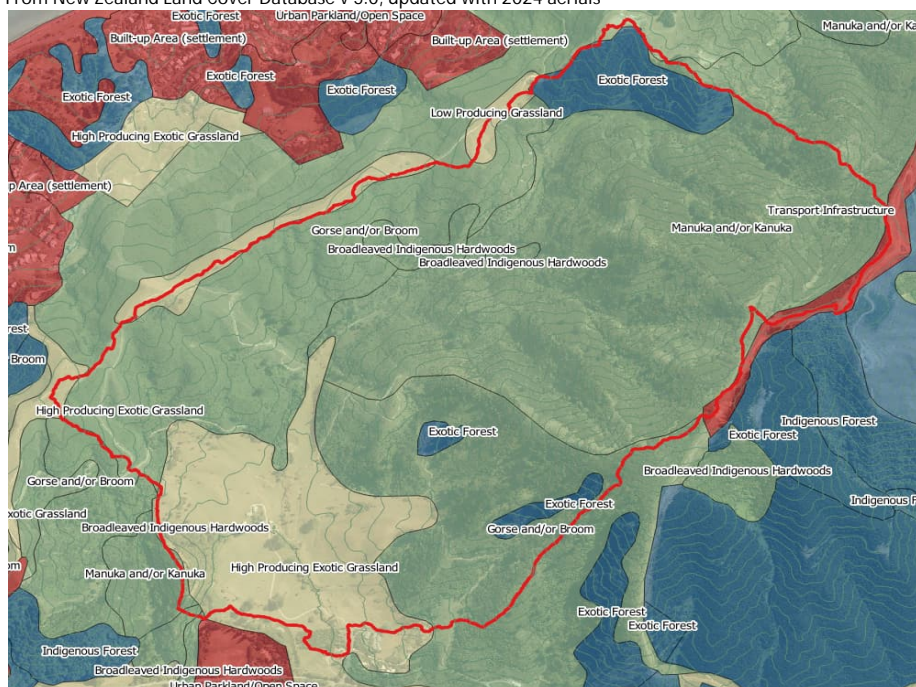 From New Zealand Land Cover Database v 5.0, updated with 2024 aerials
Exotic Forest
Urban Parkland/Open Space
Manuka and/or Ka
Built-up Area (settlement)
Built-up Area (settlement)
Exotic Forest
Exotic Forest
Exotic Forest
Exotic Forest
Low Producing Grassland
High Producing Exotic Grassland
p Area (settlement)
Transport Infrastructure
Gorse and/or Broom
Manuka and/or Kanuka
m
Broadleaved Indigenous Hardwoods
Broadleaved Indigenous Hardwoods
rest
Broom
High Producing Exotic Grassland
Indigenous Forest
Exotic Forest
Exotic Forest
Broadleaved Indigenous Hardwoods
Gorse and/or Broom
Indigenous F
Exotic Forest
xotic Grassland
Broadleaved Indigenous Hardwoods
Gorse and/or Broom
om
Manuka and/or Kanuka
High Producing Exotic Grassland
Exotic Forest
Exotic Forest
Indigenous Forest
Broadleaved Indigenous Hardwoods
Urban Parkland/Open Space